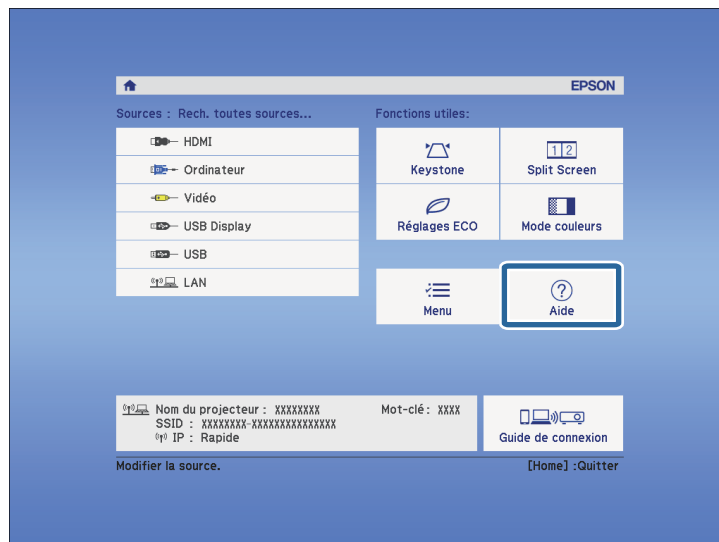 EPSON
Sources : Rech. toutes sources...
HDMI
Ordinateur
Vidéo
USB Display
USB
LAN
Fonctions utiles:
Keystone
1 2
Split Screen
Réglages ECO
Mode couleurs
Menu
?
Aide
Nom du projecteur : XXXXXXXX
Mot-clé : XXXX
SSID : XXXXXXXX-XXXXXXXXXXXXXXX
IP : Rapide
Guide de connexion
Modifier la source.
[Home] :Quitter